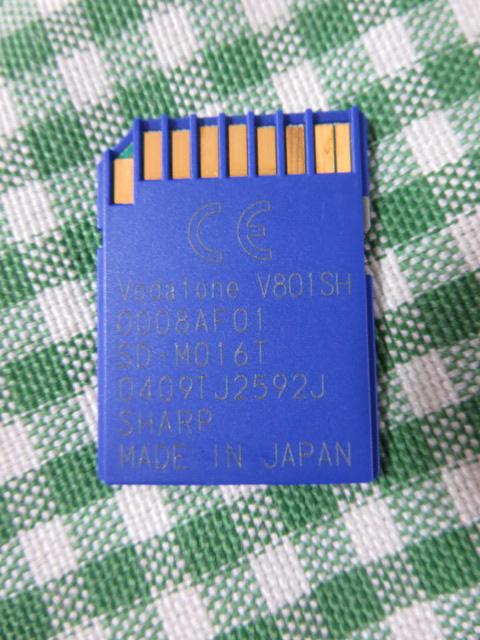 CE
Vodafone V801SH
0008AF01
SD-M016T
0409TJ2592J
SHARP
MADE IN JAPAN